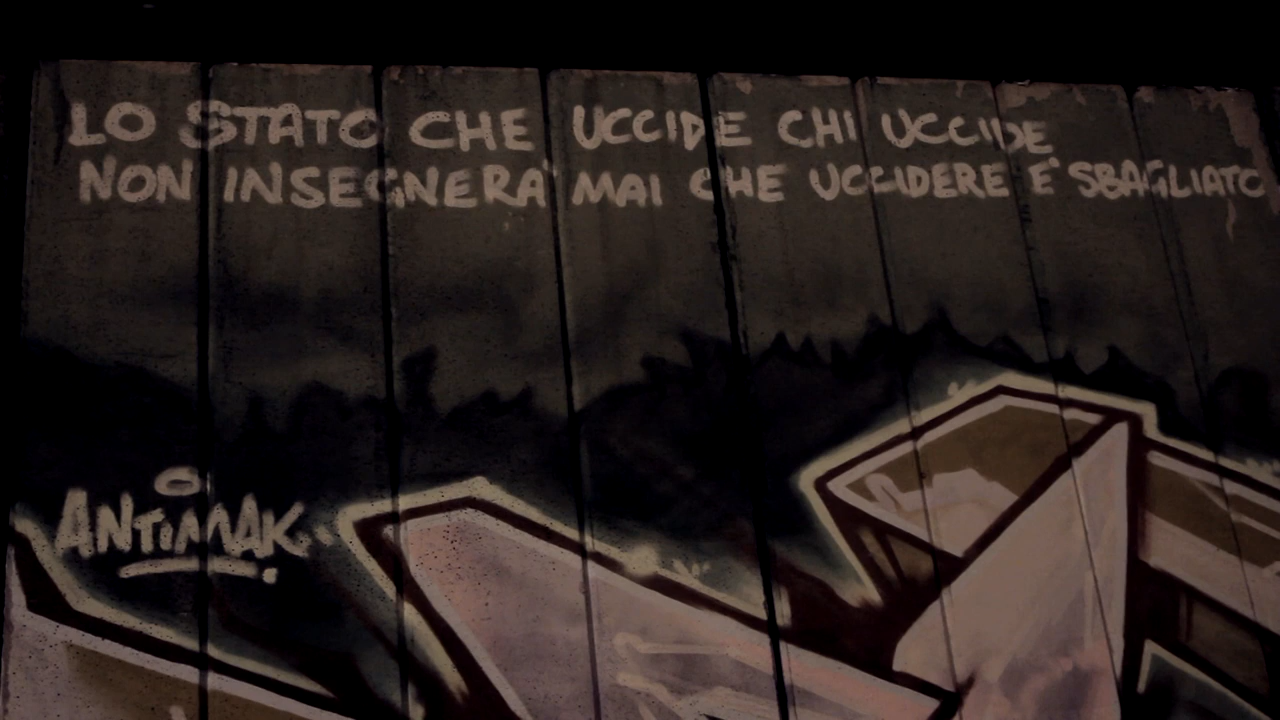 LO STATO CHE UCCIDE CHI UCCIDE
NON INSEGNERA' MAI CHE UCCIDERE E' SBAGLIATO
ANTIMAK